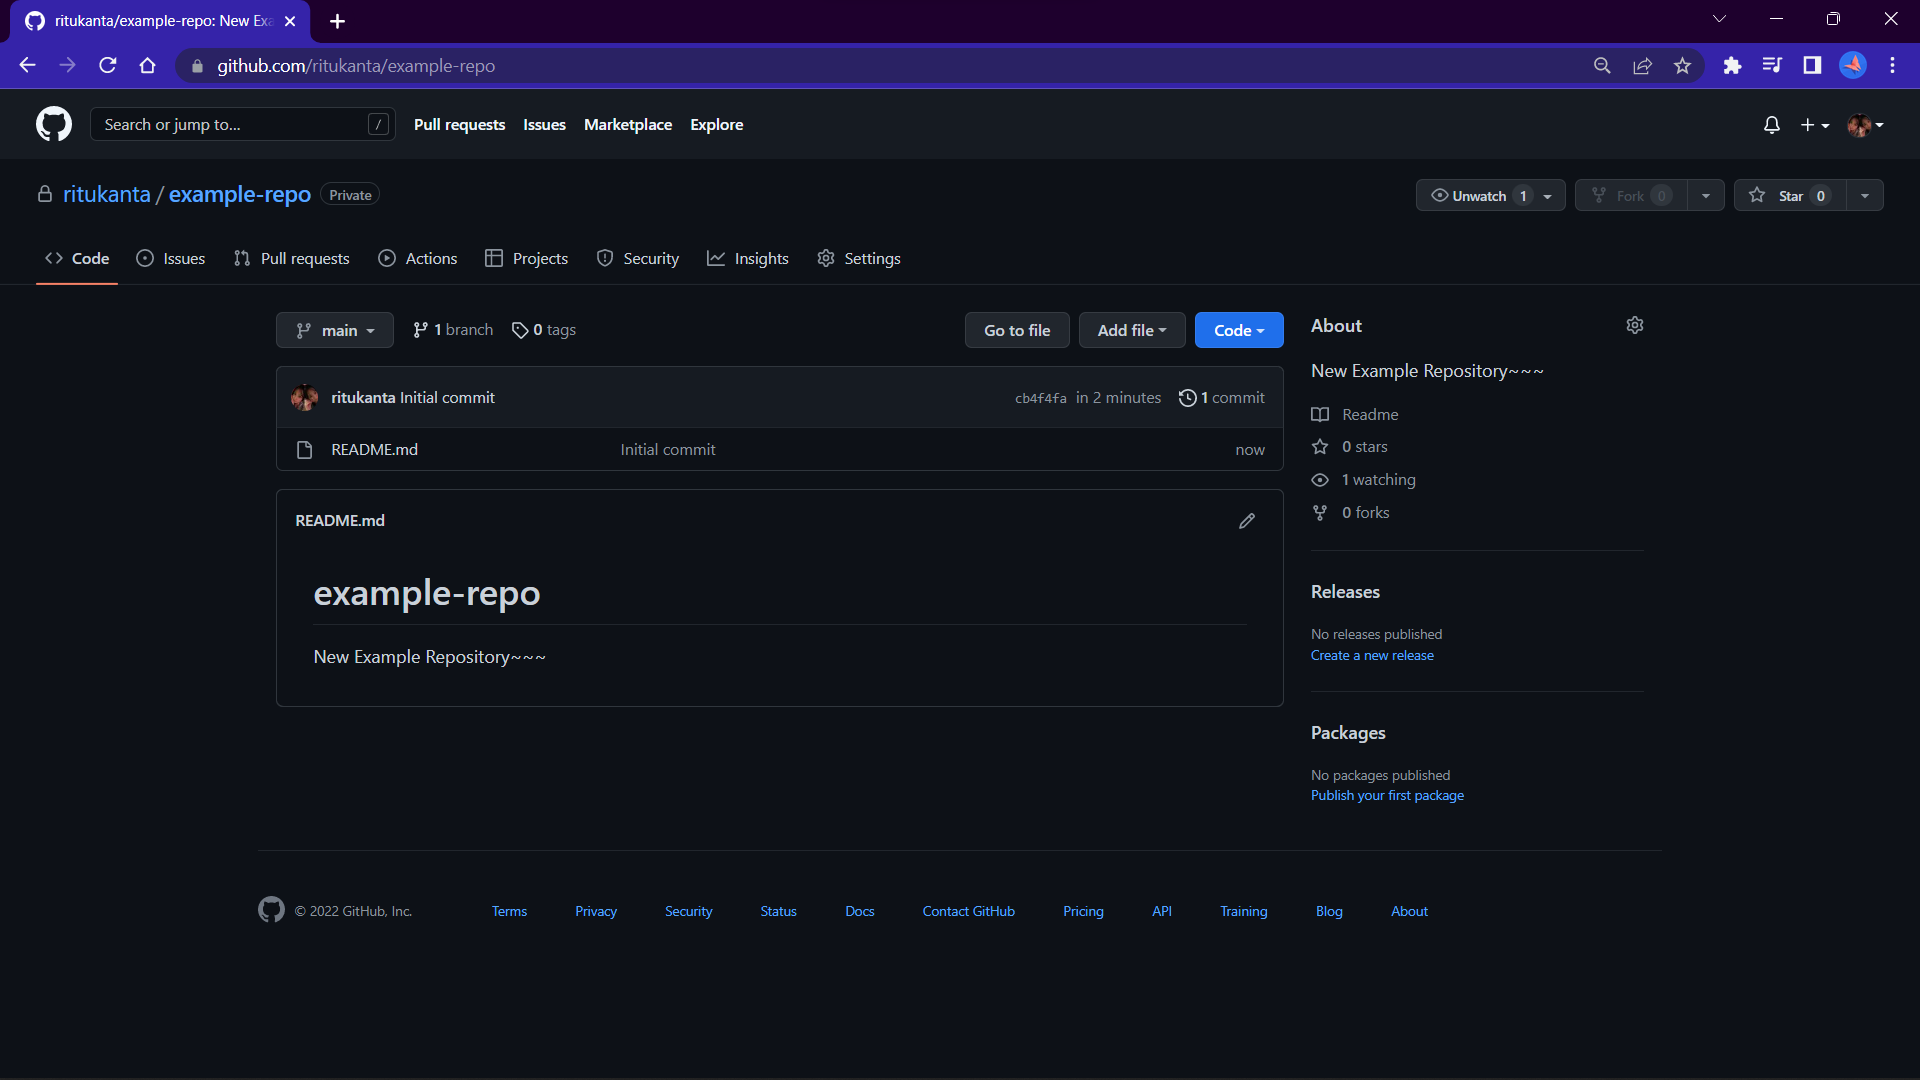 ritukanta/example-repo: New Exa
github.com/ritukanta/example-repo
Search or jump to... /
Pull requests Issues Marketplace Explore
ritukanta / example-repo Private
Unwatch 1 Fork 0 Star 0
Code Issues Pull requests Actions Projects Security Insights Settings
main 1 branch 0 tags Go to file Add file Code
ritukanta Initial commit cb4f4fa in 2 minutes 1 commit
README.md Initial commit now
README.md
example-repo
New Example Repository~~~
About
New Example Repository~~~
Readme
0 stars
1 watching
0 forks
Releases
No releases published
Create a new release
Packages
No packages published
Publish your first package
© 2022 GitHub, Inc. Terms Privacy Security Status Docs Contact GitHub Pricing API Training Blog About